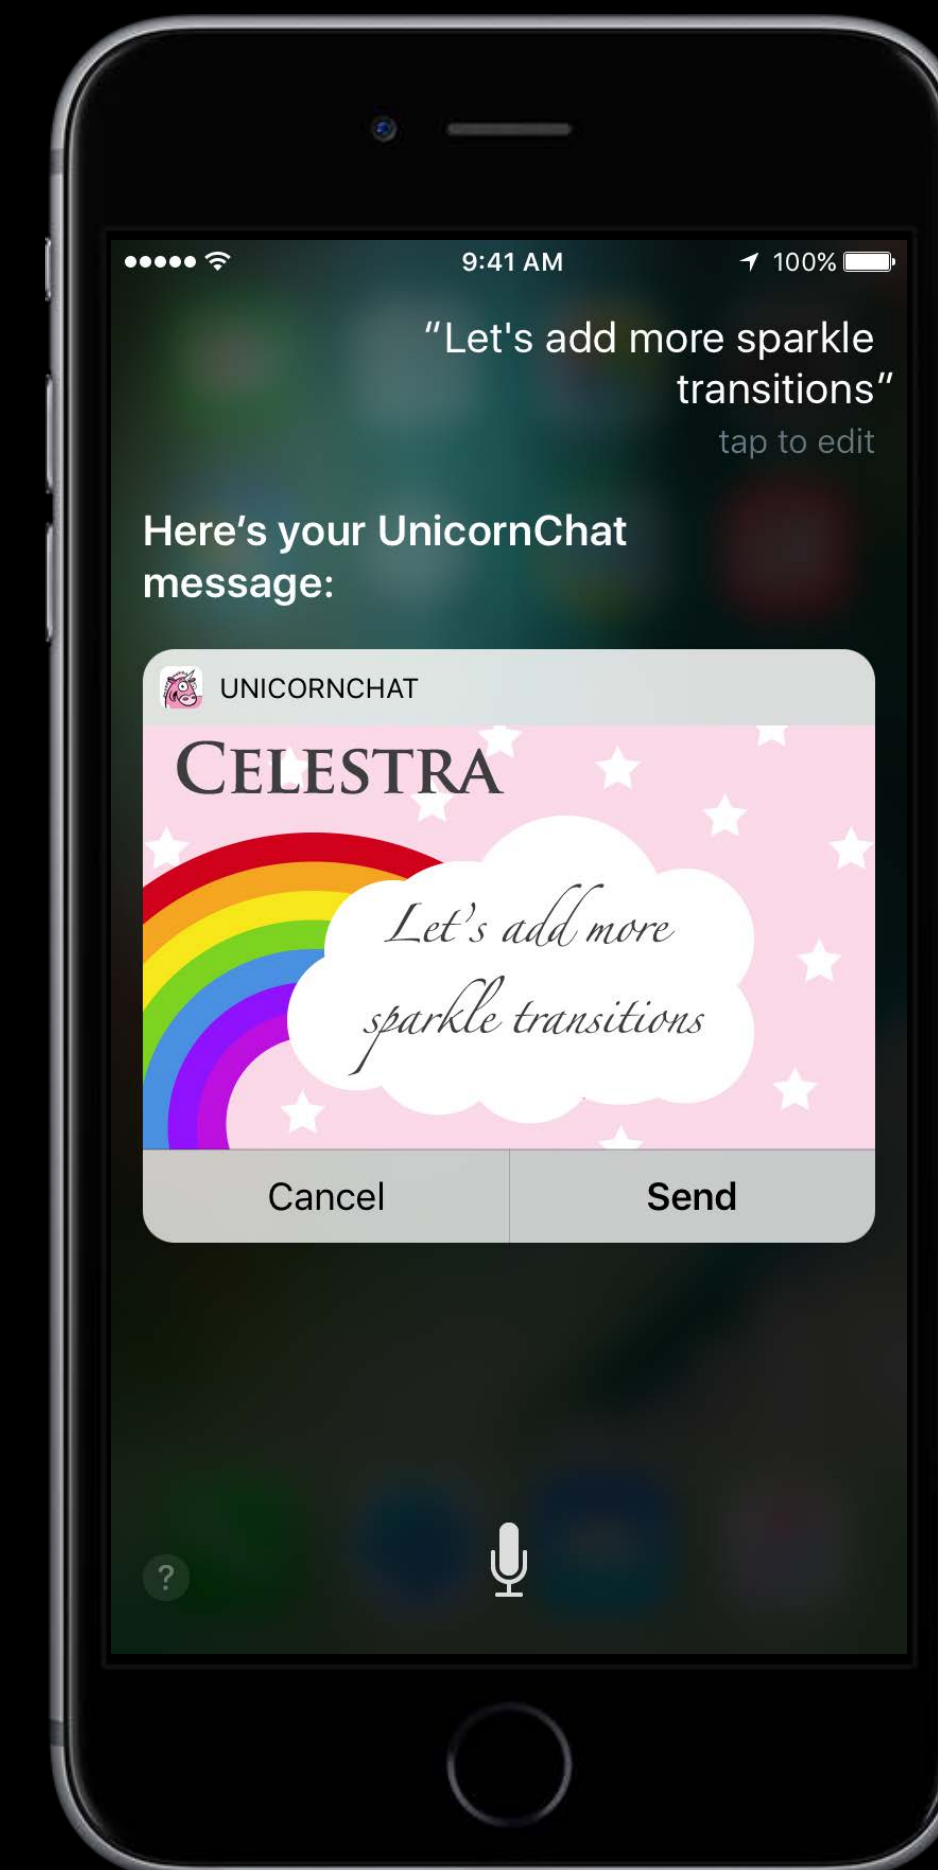 9:41 AM 100%
“Let's add more sparkle
transitions”
tap to edit
Here’s your UnicornChat
message:
UNICORNCHAT
CELESTRA
Let’s add more
sparkle transitions
Cancel Send
?